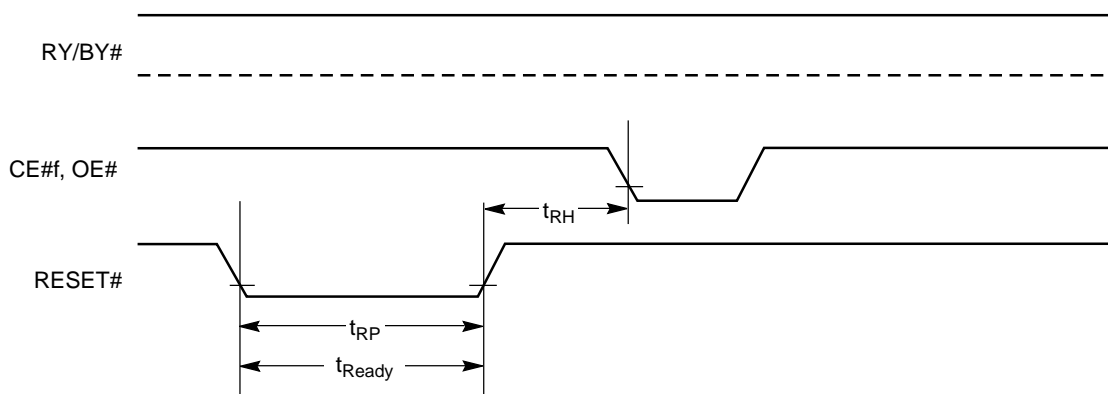 RY/BY#
CE#f, OE#
tRH
RESET#
tRP
tReady